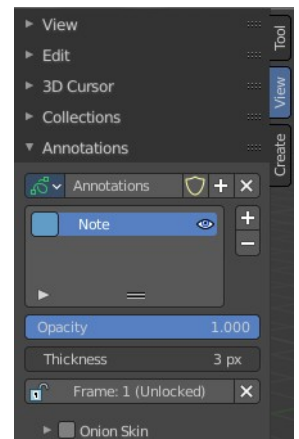 View
Edit
3D Cursor
Collections
Annotations
Annotations
Note
Opacity 1.000
Thickness 3 px
Frame: 1 (Unlocked)
Onion Skin
Tool
View
Create